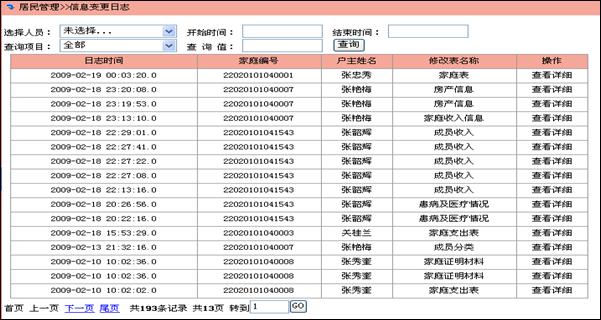 居民管理>>信息变更日志
选择人员： 未选择... 开始时间： 结束时间：
查询项目： 全部 查 询 值： 查询
日志时间 家庭编号 户主姓名 修改表名称 操作
2009-02-19 00:03:20.0 22020101040001 张忠秀 家庭表 查看详细
2009-02-18 23:20:08.0 22020101040007 张艳梅 房产信息 查看详细
2009-02-18 23:19:53.0 22020101040007 张艳梅 房产信息 查看详细
2009-02-18 23:13:10.0 22020101040007 张艳梅 家庭收入信息 查看详细
2009-02-18 22:29:01.0 22020101041543 张韶辉 成员收入 查看详细
2009-02-18 22:27:41.0 22020101041543 张韶辉 成员收入 查看详细
2009-02-18 22:27:22.0 22020101041543 张韶辉 成员收入 查看详细
2009-02-18 22:27:08.0 22020101041543 张韶辉 成员收入 查看详细
2009-02-18 22:13:16.0 22020101041543 张韶辉 成员收入 查看详细
2009-02-18 20:26:56.0 22020101041543 张韶辉 患病及医疗情况 查看详细
2009-02-18 20:22:16.0 22020101041543 张韶辉 患病及医疗情况 查看详细
2009-02-18 15:53:29.0 22020101040003 关桂兰 家庭支出表 查看详细
2009-02-13 21:32:16.0 22020101040007 张艳梅 成员分类 查看详细
2009-02-10 10:02:36.0 22020101040008 张秀奎 家庭证明材料 查看详细
2009-02-10 10:02:36.0 22020101040008 张秀奎 家庭证明材料 查看详细
2009-02-10 10:02:02.0 22020101040008 张秀奎 家庭支出表 查看详细
首页 上一页 下一页 尾页 共193条记录 共13页 转到 1 GO